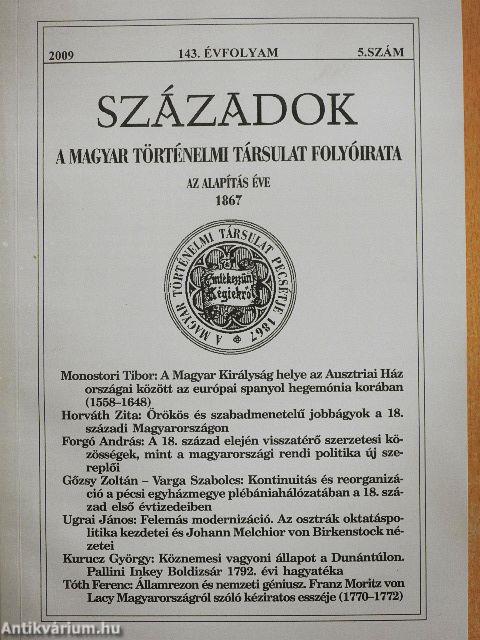 2009 143. ÉVFOLYAM 5.SZÁM
SZÁZADOK
A MAGYAR TÖRTÉNELMI TÁRSULAT FOLYÓIRATA
AZ ALAPÍTÁS ÉVE
1867
A MAGYAR TÖRTÉNELMI TÁRSULAT PECSÉTJE 1867
Emlékezzünk
Régiekről
Monostori Tibor: A Magyar Királyság helye az Ausztriai Ház
országai között az európai spanyol hegemónia korában
(1558–1648)
Horváth Zita: Örökös és szabadmenetelű jobbágyok a 18.
századi Magyarországon
Forgó András: A 18. század elején visszatérő szerzetesi kö-
zösségek, mint a magyarországi rendi politika új sze-
replői
Gőzsy Zoltán – Varga Szabolcs: Kontinuitás és reorganizá-
ció a pécsi egyházmegye plébániahálózatában a 18. szá-
zad első évtizedeiben
Ugrai János: Felemás modernizáció. Az osztrák oktatáspo-
litika kezdetei és Johann Melchior von Birkenstock né-
zetei
Kurucz György: Köznemesi vagyoni állapot a Dunántúlon.
Pallini Inkey Boldizsár 1792. évi hagyatéka
Tóth Ferenc: Államrezon és nemzeti géniusz. Franz Moritz von
Lacy Magyarországról szóló kéziratos esszéje (1770–1772)
Antikvárium.hu